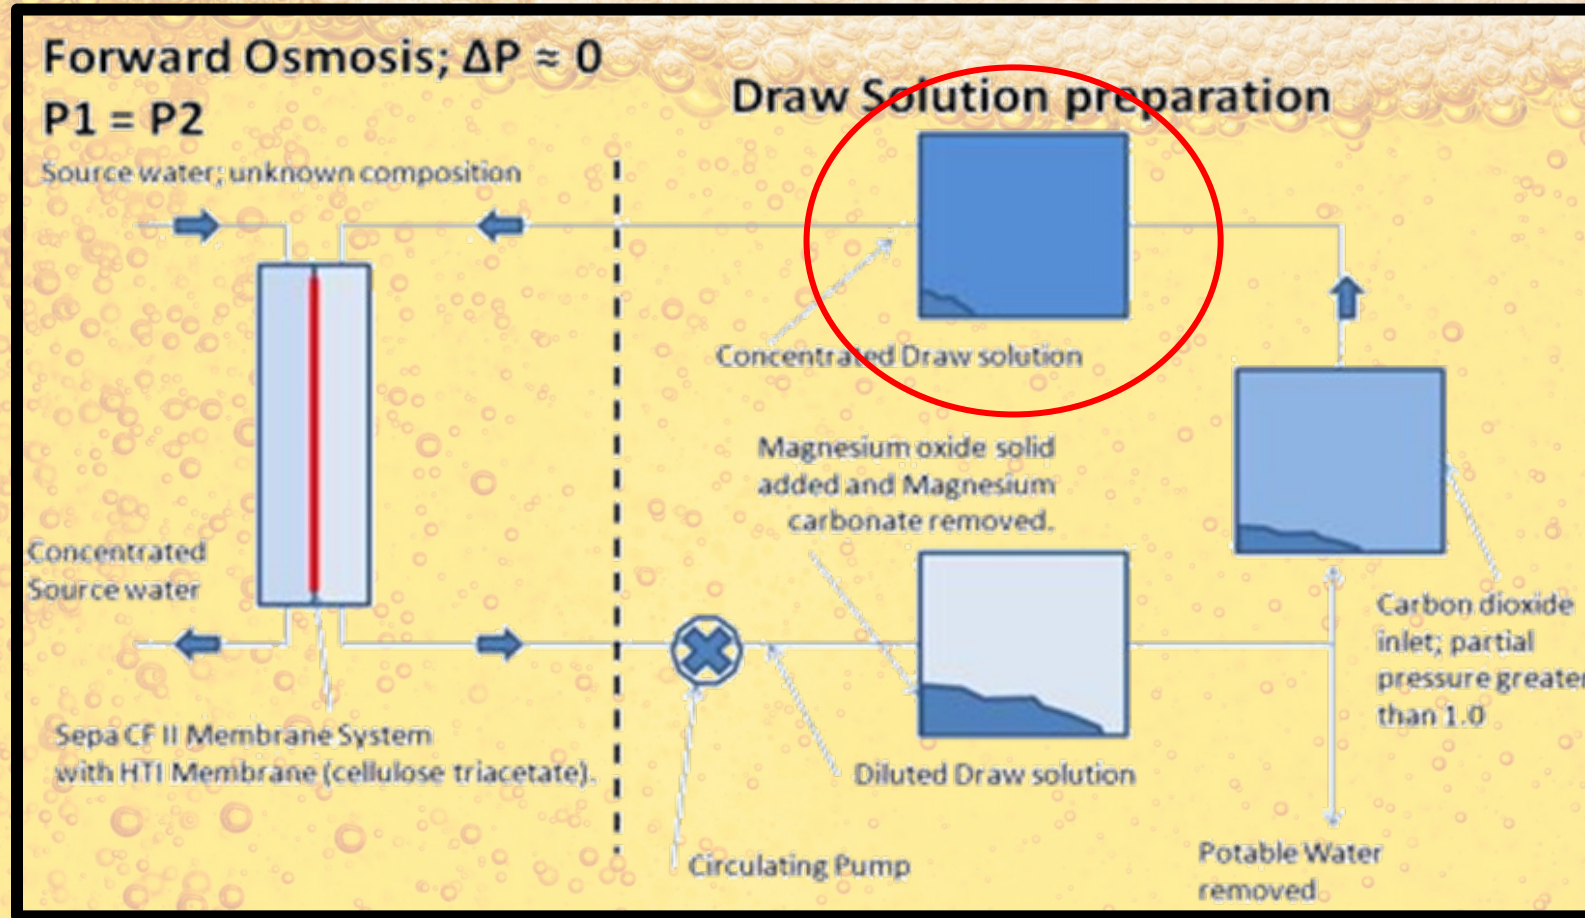 Forward Osmosis; ΔP ≈ 0
P1 = P2
Draw Solution preparation
Source water; unknown composition
Concentrated Draw solution
Magnesium oxide solid
added and Magnesium
carbonate removed.
Concentrated
Source water
Carbon dioxide
inlet; partial
pressure greater
than 1.0
Sepa CF II Membrane System
with HTI Membrane (cellulose triacetate).
Diluted Draw solution
Circulating Pump
Potable Water
removed